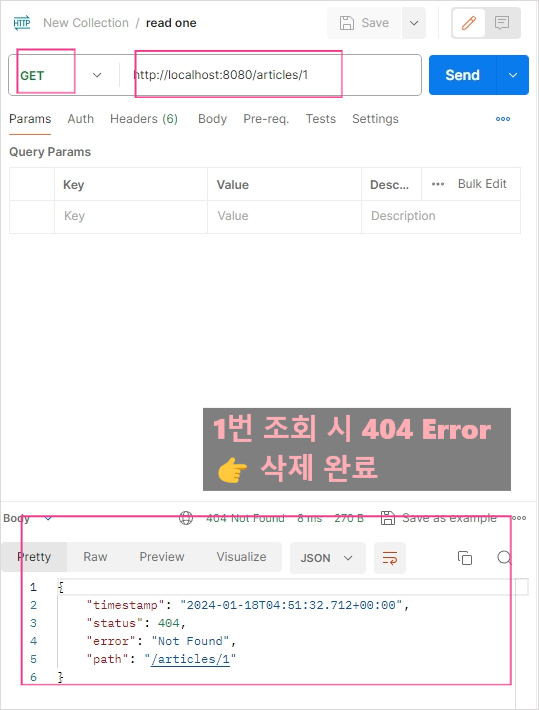 HTTP New Collection / read one Save
GET http://localhost:8080/articles/1 Send
Params Auth Headers (6) Body Pre-req. Tests Settings
Query Params
Key Value Desc... Bulk Edit
Key Value Description
1번 조회 시 404 Error
👉 삭제 완료
Body 404 Not Found 8 ms 270 B Save as example
Pretty Raw Preview Visualize JSON
1 {
2 "timestamp": "2024-01-18T04:51:32.712+00:00",
3 "status": 404,
4 "error": "Not Found",
5 "path": "/articles/1"
6 }